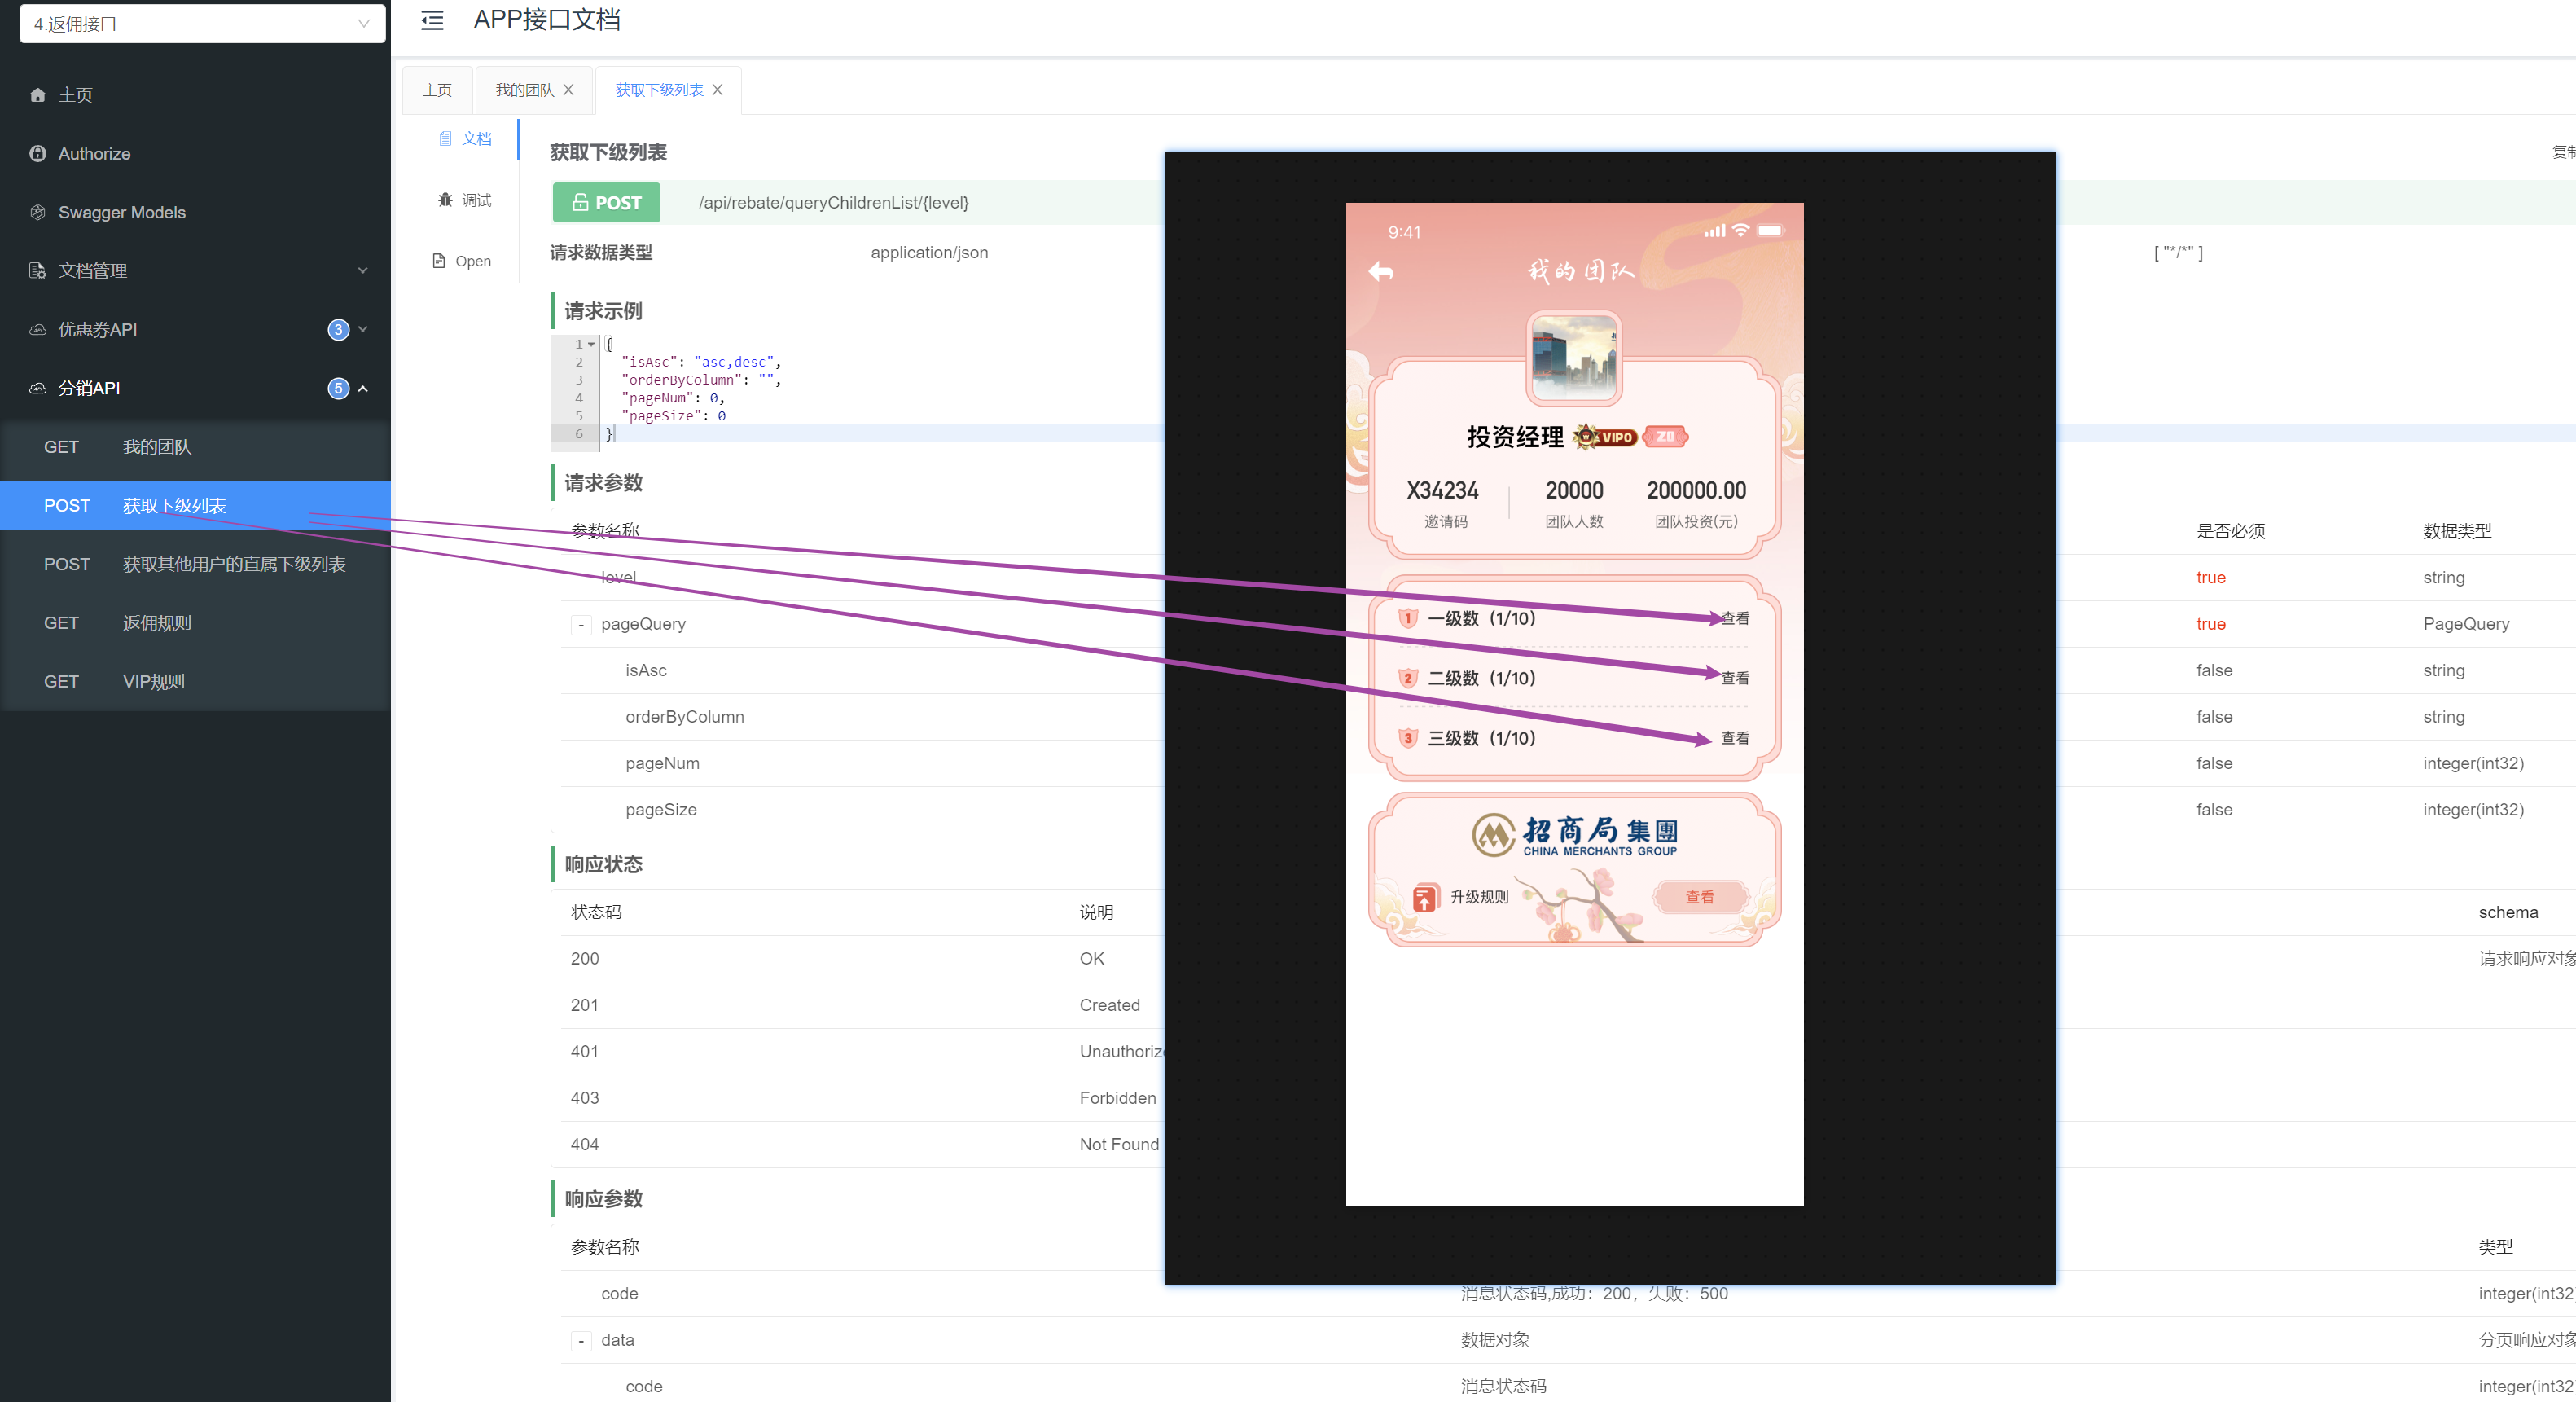 4.返佣接口
主页
Authorize
Swagger Models
文档管理
优惠券API
3
分销API
5
GET 我的团队
POST 获取下级列表
POST 获取其他用户的直属下级列表
GET 返佣规则
GET VIP规则
APP接口文档
主页
我的团队
获取下级列表
文档
调试
Open
获取下级列表
POST /api/rebate/queryChildrenList/{level}
请求数据类型 application/json
[ "*/*" ]
请求示例
1 {
2 "isAsc": "asc,desc",
3 "orderByColumn": "",
4 "pageNum": 0,
5 "pageSize": 0
6 }
请求参数
参数名称 是否必须 数据类型
level true string
- pageQuery true PageQuery
isAsc false string
orderByColumn false string
pageNum false integer(int32)
pageSize false integer(int32)
响应状态
状态码 说明 schema
200 OK 请求响应对象
201 Created
401 Unauthorize
403 Forbidden
404 Not Found
响应参数
参数名称 类型
code 消息状态码,成功：200，失败：500 integer(int32
- data 数据对象 分页响应对象
code 消息状态码 integer(int32
9:41
我的团队
投资经理 VIP0 Z0
X34234 20000 200000.00
邀请码 团队人数 团队投资(元)
1 一级数（1/10） 查看
2 二级数（1/10） 查看
3 三级数（1/10） 查看
招商局集團
CHINA MERCHANTS GROUP
升级规则 查看